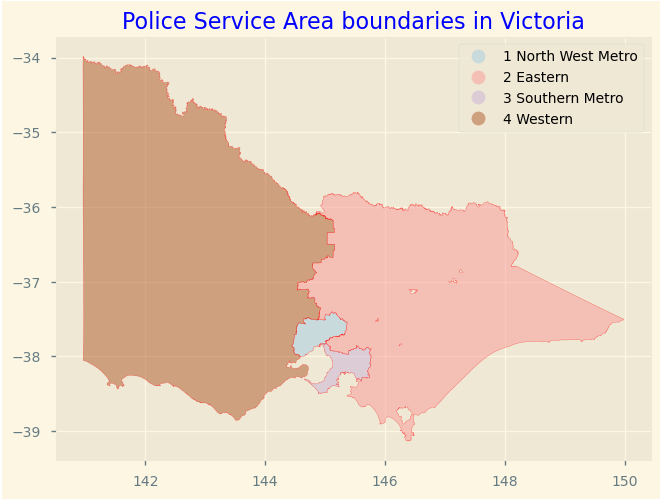 Police Service Area boundaries in Victoria
1 North West Metro
2 Eastern
3 Southern Metro
4 Western
−34
−35
−36
−37
−38
−39
142 144 146 148 150